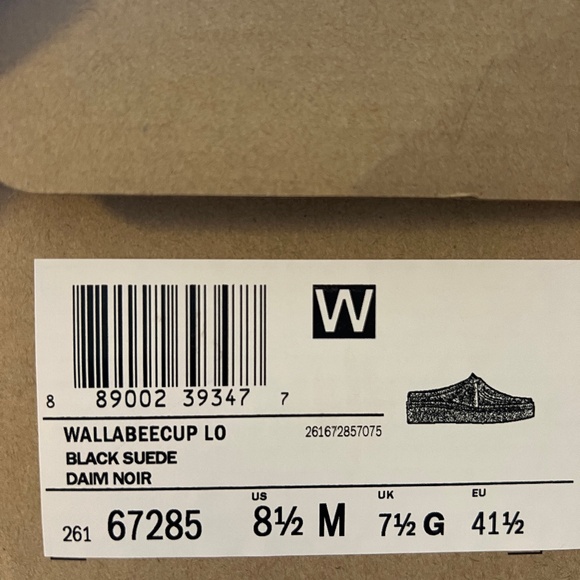 W
8 89002 39347 7
WALLABEECUP LO 261672857075
BLACK SUEDE
DAIM NOIR
US UK EU
261 67285 8½ M 7½ G 41½